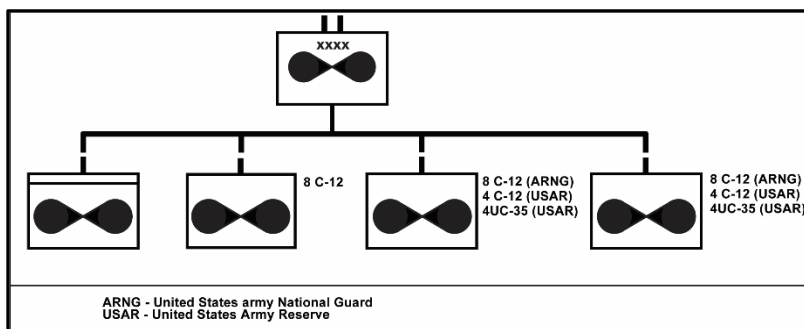 xxxx
8 C-12
8 C-12 (ARNG)
4 C-12 (USAR)
4UC-35 (USAR)
8 C-12 (ARNG)
4 C-12 (USAR)
4UC-35 (USAR)
ARNG - United States army National Guard
USAR - United States Army Reserve